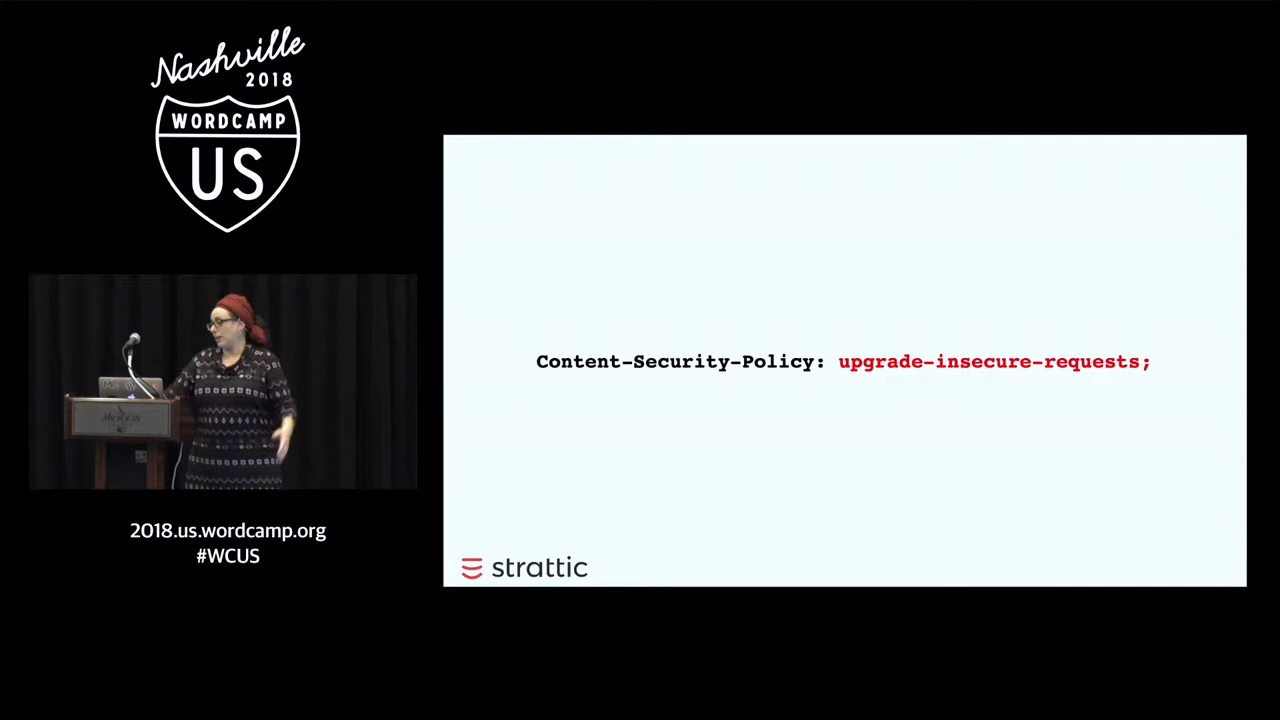 Nashville
2018
WORDCAMP
US
Content-Security-Policy: upgrade-insecure-requests;
strattic
2018.us.wordcamp.org
#WCUS